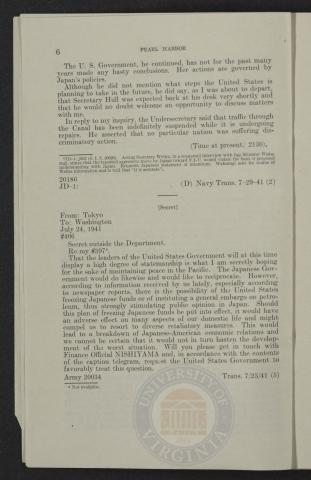 6
PEARL HARBOR
The U. S. Government, he continued, has not for the past many
years made any hasty conclusions. Her actions are governed by
Japan's policies.
Although he did not mention what steps the United States is
planning to take in the future, he did say, as I was about to depart,
that Secretary Hull was expected back at his desk very shortly and
that he would no doubt welcome an opportunity to discuss matters
with me.
In reply to my inquiry, the Undersecretary said that traffic through
the Canal has been indefinitely suspended while it is undergoing
repairs. He asserted that no particular nation was suffering dis-
criminatory action.
(Time at present: 2130).
Acting Secretary Welles, in a requested interview with
20186
JD-1:
(D) Navy Trans. 7-29-41 (2)
[Secret]
From: Tokyo
To: Washington
July 24, 1941
#406
Secret outside the Department.
Re my #397ᵃ.
That the leaders of the United States Government will at this time
display a high degree of statesmanship is what I am secretly hoping
for the sake of maintaining peace in the Pacific. The Japanese Gov-
ernment would do likewise and would like to reciprocate. However,
according to information received by us lately, especially according
to newspaper reports, there is the possibility of the United States
freezing Japanese funds or of instituting a general embargo on petro-
leum, thus strongly stimulating public opinion in Japan. Should
this plan of freezing Japanese funds be put into effect, it would have
an adverse effect on many aspects of our domestic life and might
compel us to resort to diverse retaliatory measures. This would
lead to a breakdown of Japanese-American economic relations and
we cannot be certain that it would not in turn hasten the develop-
ment of the worst situation. Will you please get in touch with
Finance Official NISHIYAMA and, in accordance with the contents
of the caption telegram, request the United States Government to
favorably treat this question.
Army 20034
Trans. 7/25/41 (5)
ᵃ Not available.
UNIVERSITY OF
VIRGINIA